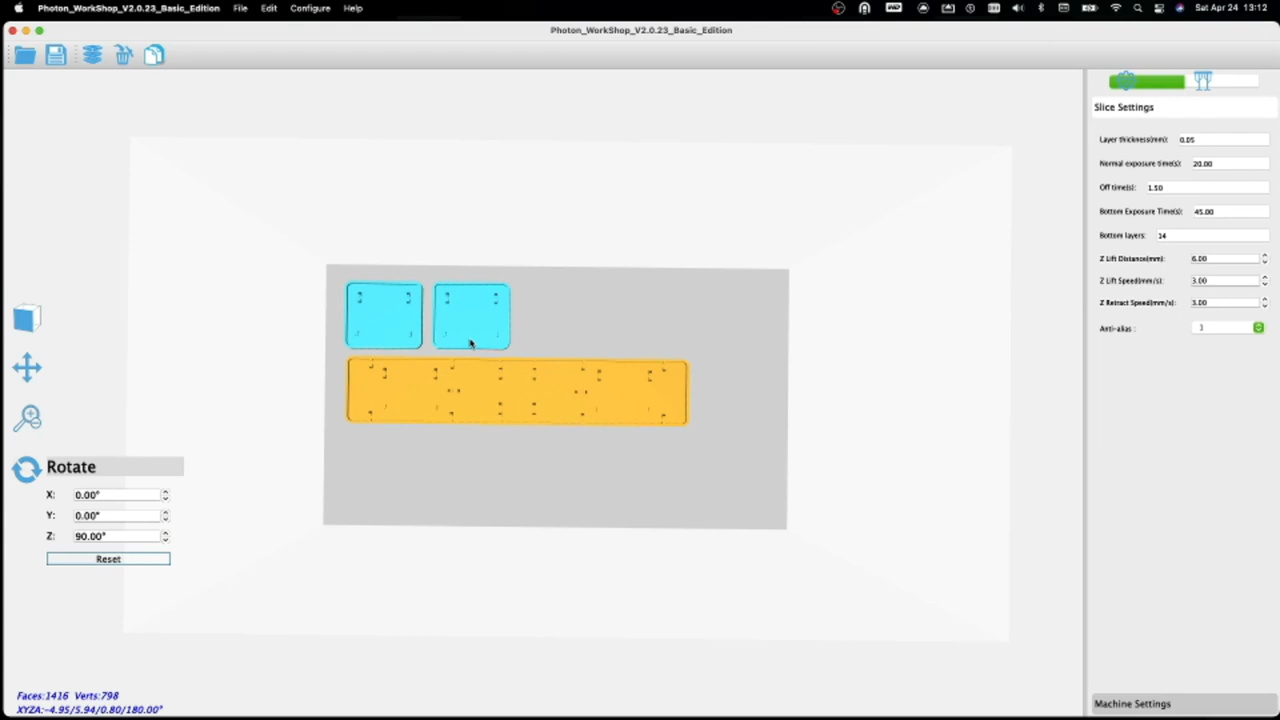 Photon_WorkShop_V2.0.23_Basic_Edition File Edit Configure Help Sat Apr 24 13:12
Photon_WorkShop_V2.0.23_Basic_Edition
Slice Settings
Layer thickness(mm): 0.05
Normal exposure time(s): 20.00
Off time(s): 1.50
Bottom Exposure Time(s): 45.00
Bottom layers: 14
Z Lift Distance(mm) 6.00
Z Lift Speed(mm/s): 3.00
Z Retract Speed(mm/s): 3.00
Anti-alias : 1
Rotate
X: 0.00°
Y: 0.00°
Z: 90.00°
Reset
Faces:1416 Verts:798
XYZA:-4.95/5.94/0.80/180.00°
Machine Settings